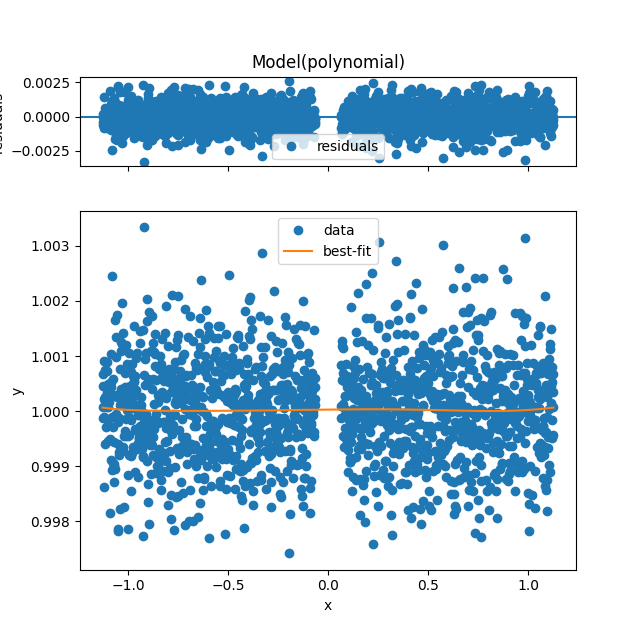 Model(polynomial)
0.0025
0.0000
−0.0025
residuals
residuals
data
best-fit
1.003
1.002
1.001
1.000
0.999
0.998
y
−1.0 −0.5 0.0 0.5 1.0
x